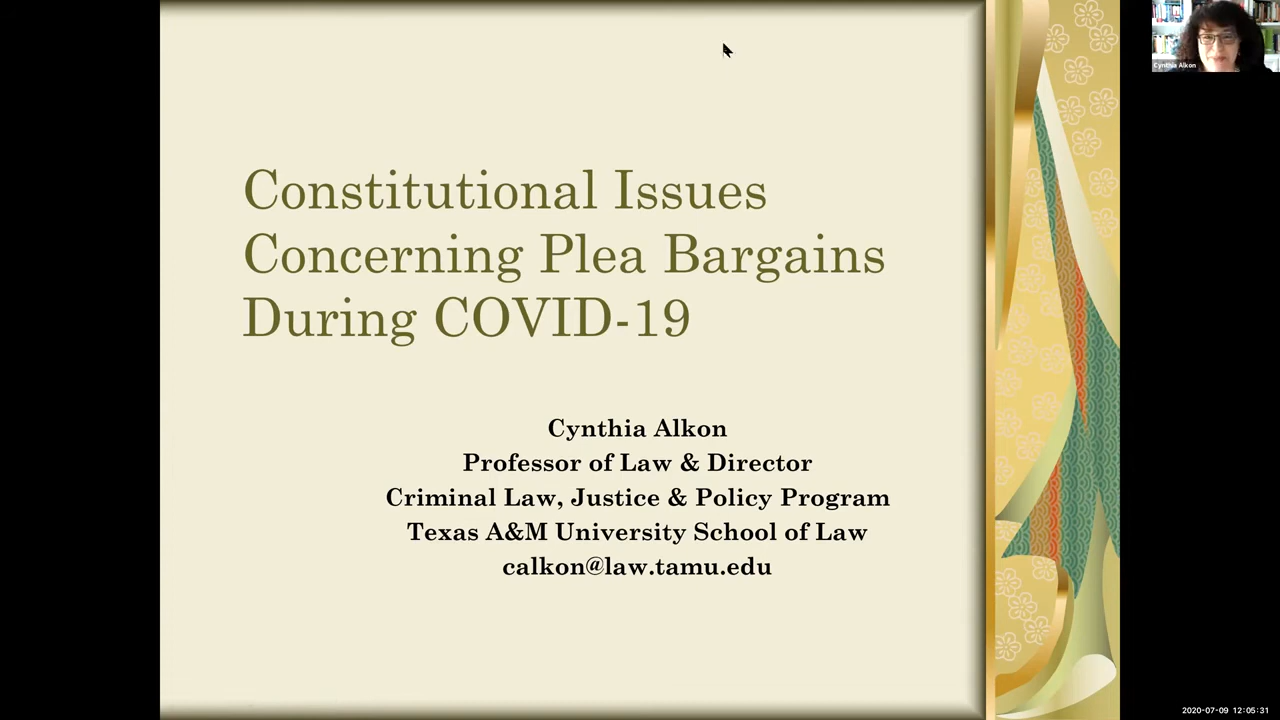 Constitutional Issues
Concerning Plea Bargains
During COVID-19
Cynthia Alkon
Professor of Law & Director
Criminal Law, Justice & Policy Program
Texas A&M University School of Law
calkon@law.tamu.edu
Cynthia Alkon
2020-07-09 12:05:31